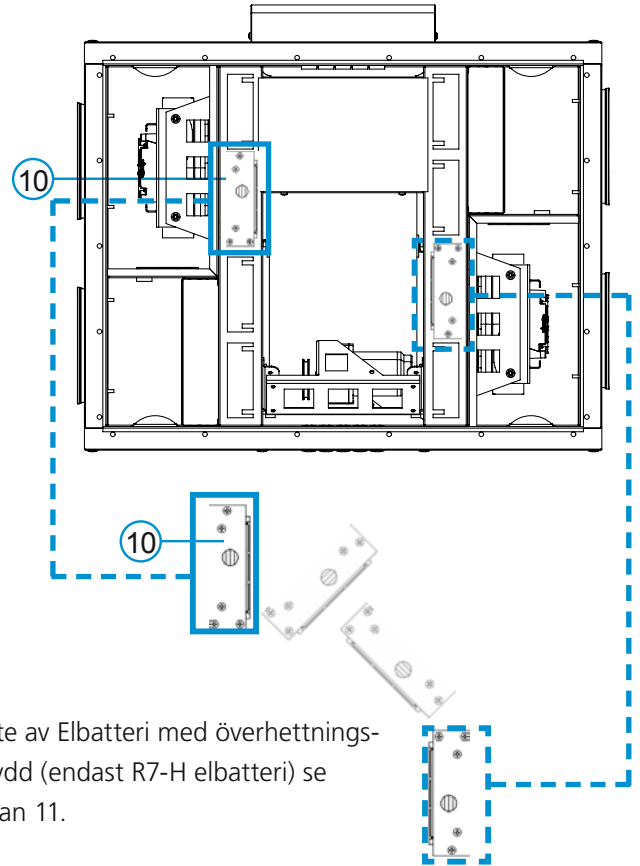 10
10
te av Elbatteri med överhettnings-
ydd (endast R7-H elbatteri) se
an 11.